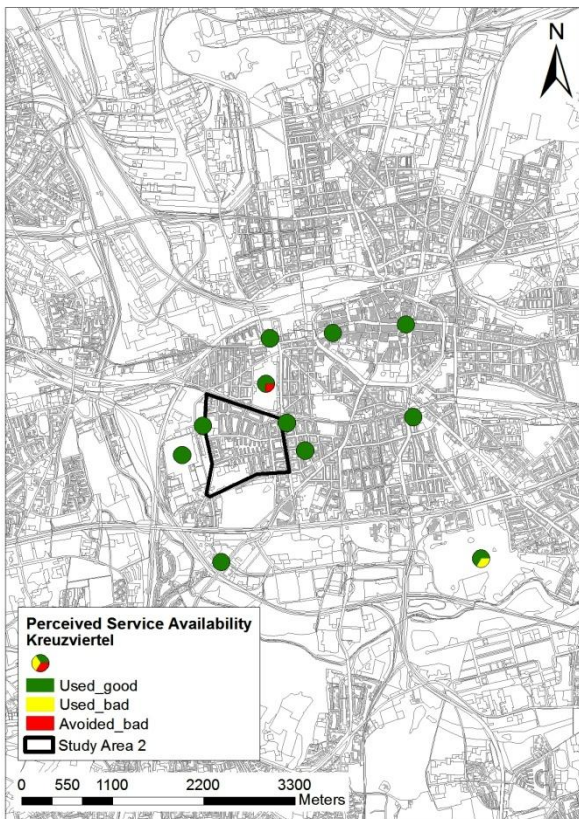 N
Perceived Service Availability
Kreuzviertel
Used_good
Used_bad
Avoided_bad
Study Area 2
0 550 1100 2200 3300
Meters